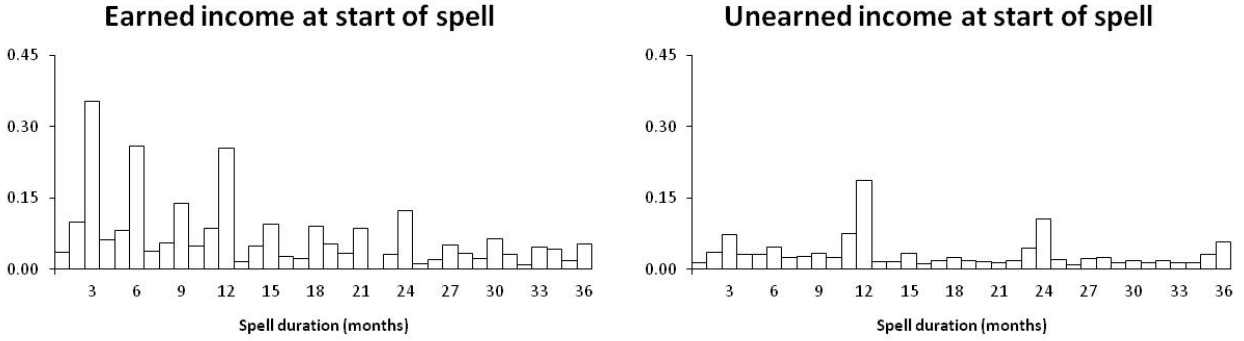 Earned income at start of spell
0.45
0.30
0.15
0.00
3 6 9 12 15 18 21 24 27 30 33 36
Spell duration (months)
Unearned income at start of spell
0.45
0.30
0.15
0.00
3 6 9 12 15 18 21 24 27 30 33 36
Spell duration (months)